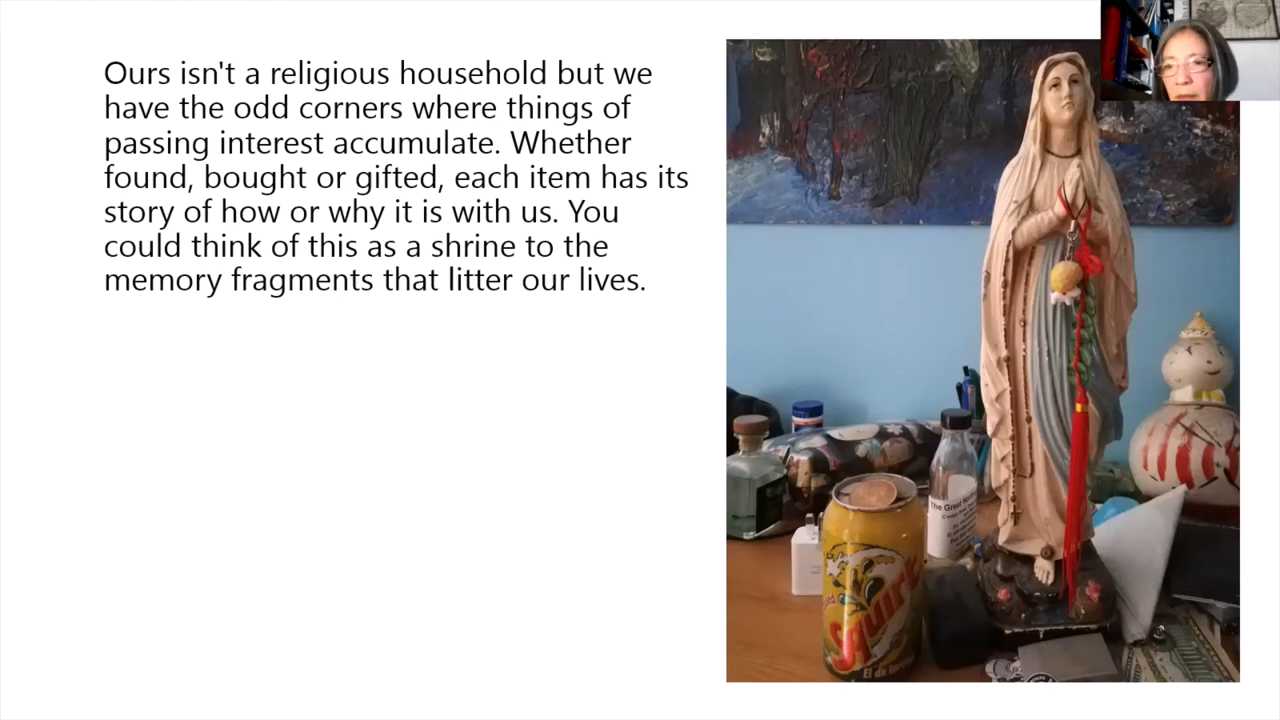 Ours isn't a religious household but we
have the odd corners where things of
passing interest accumulate. Whether
found, bought or gifted, each item has its
story of how or why it is with us. You
could think of this as a shrine to the
memory fragments that litter our lives.
The Great
Squirt
El de